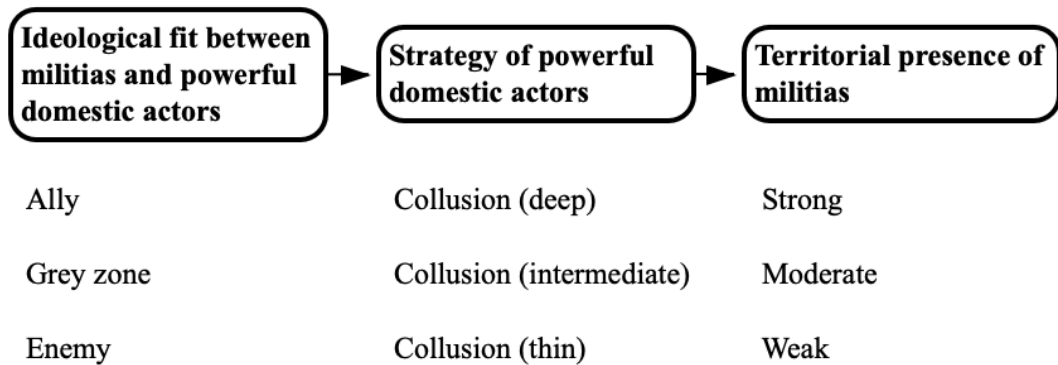 Ideological fit between
militias and powerful
domestic actors
Strategy of powerful
domestic actors
Territorial presence of
militias
Ally
Collusion (deep)
Strong
Grey zone
Collusion (intermediate)
Moderate
Enemy
Collusion (thin)
Weak